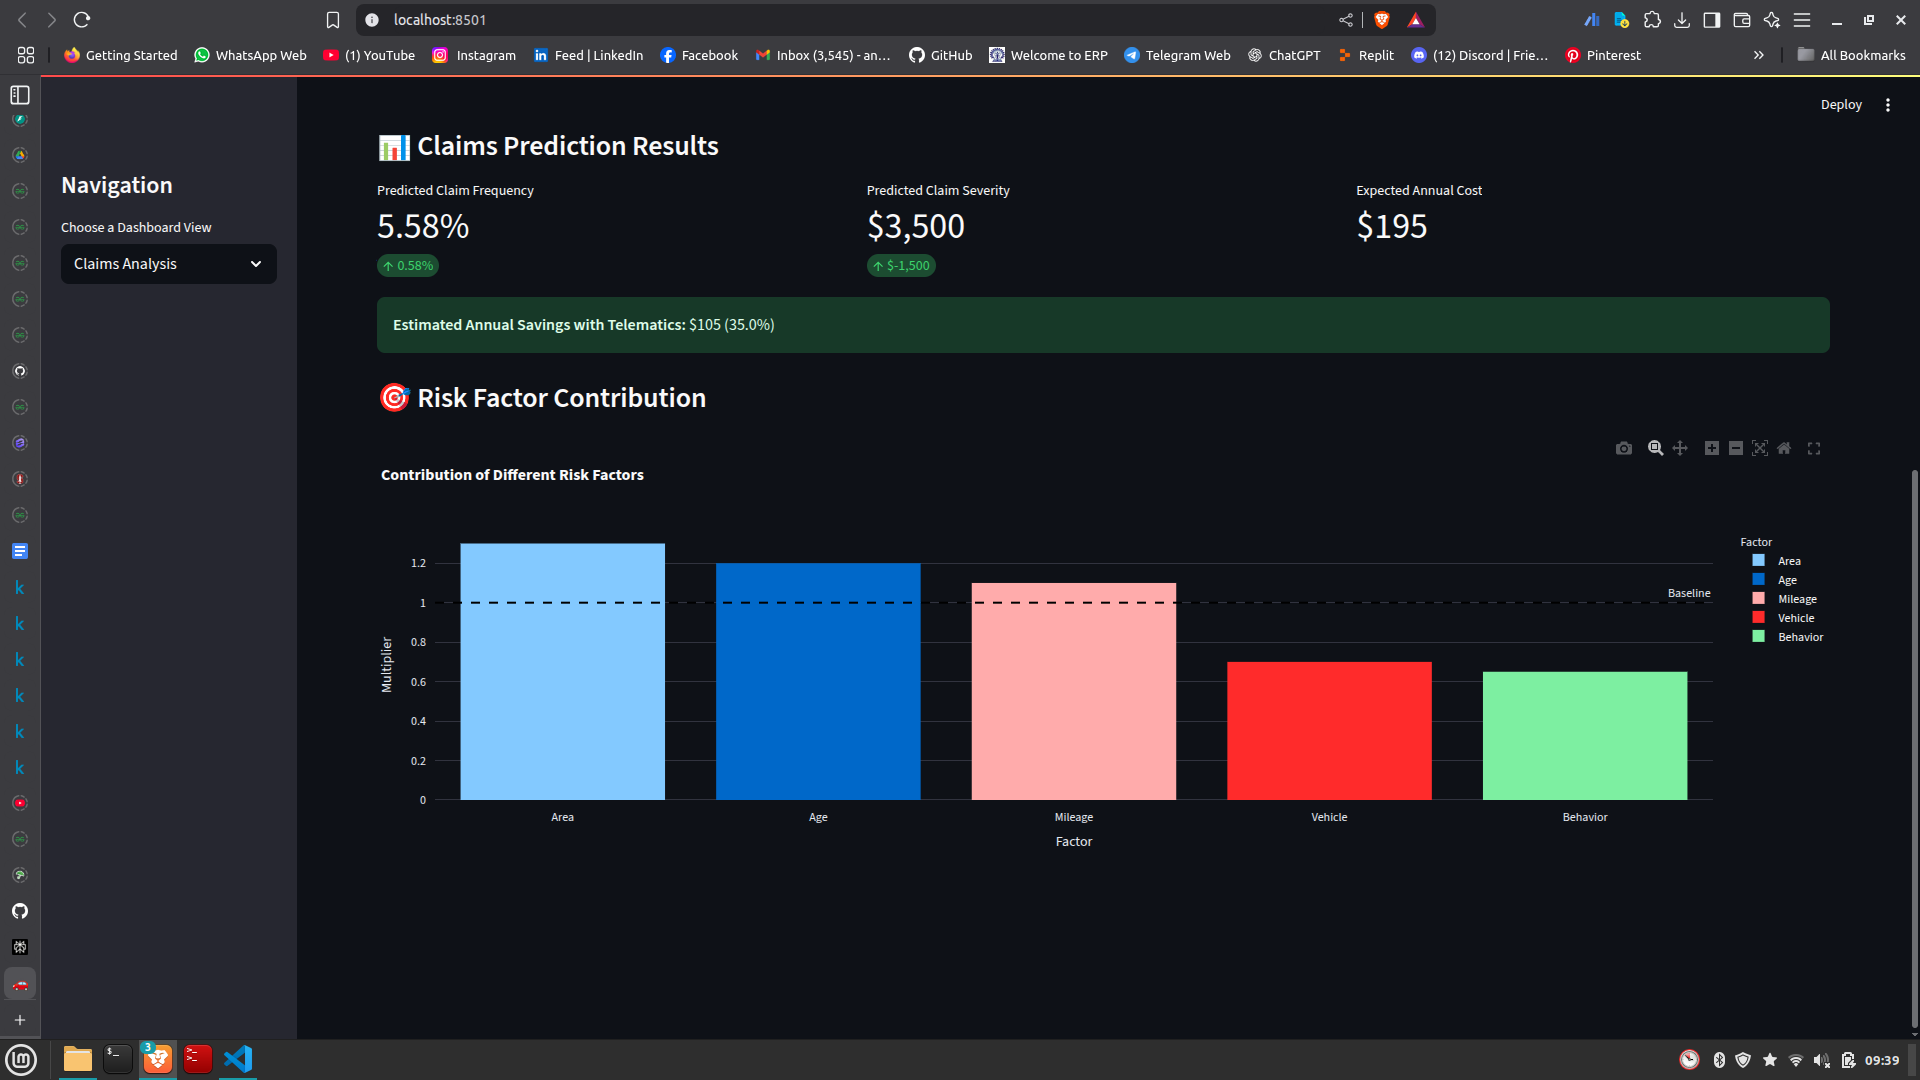 localhost:8501
Getting Started
WhatsApp Web
(1) YouTube
Instagram
Feed | LinkedIn
Facebook
Inbox (3,545) - an...
GitHub
Welcome to ERP
Telegram Web
ChatGPT
Replit
(12) Discord | Frie...
Pinterest
All Bookmarks
Deploy
Navigation
Choose a Dashboard View
Claims Analysis
Claims Prediction Results
Predicted Claim Frequency
5.58%
↑ 0.58%
Predicted Claim Severity
$3,500
↑ $-1,500
Expected Annual Cost
$195
Estimated Annual Savings with Telematics: $105 (35.0%)
Risk Factor Contribution
Contribution of Different Risk Factors
Multiplier
1.2
1
0.8
0.6
0.4
0.2
0
Baseline
Area
Age
Mileage
Vehicle
Behavior
Factor
Factor
Area
Age
Mileage
Vehicle
Behavior
k
k
k
k
k
k
lm
$_
3
>_
09:39